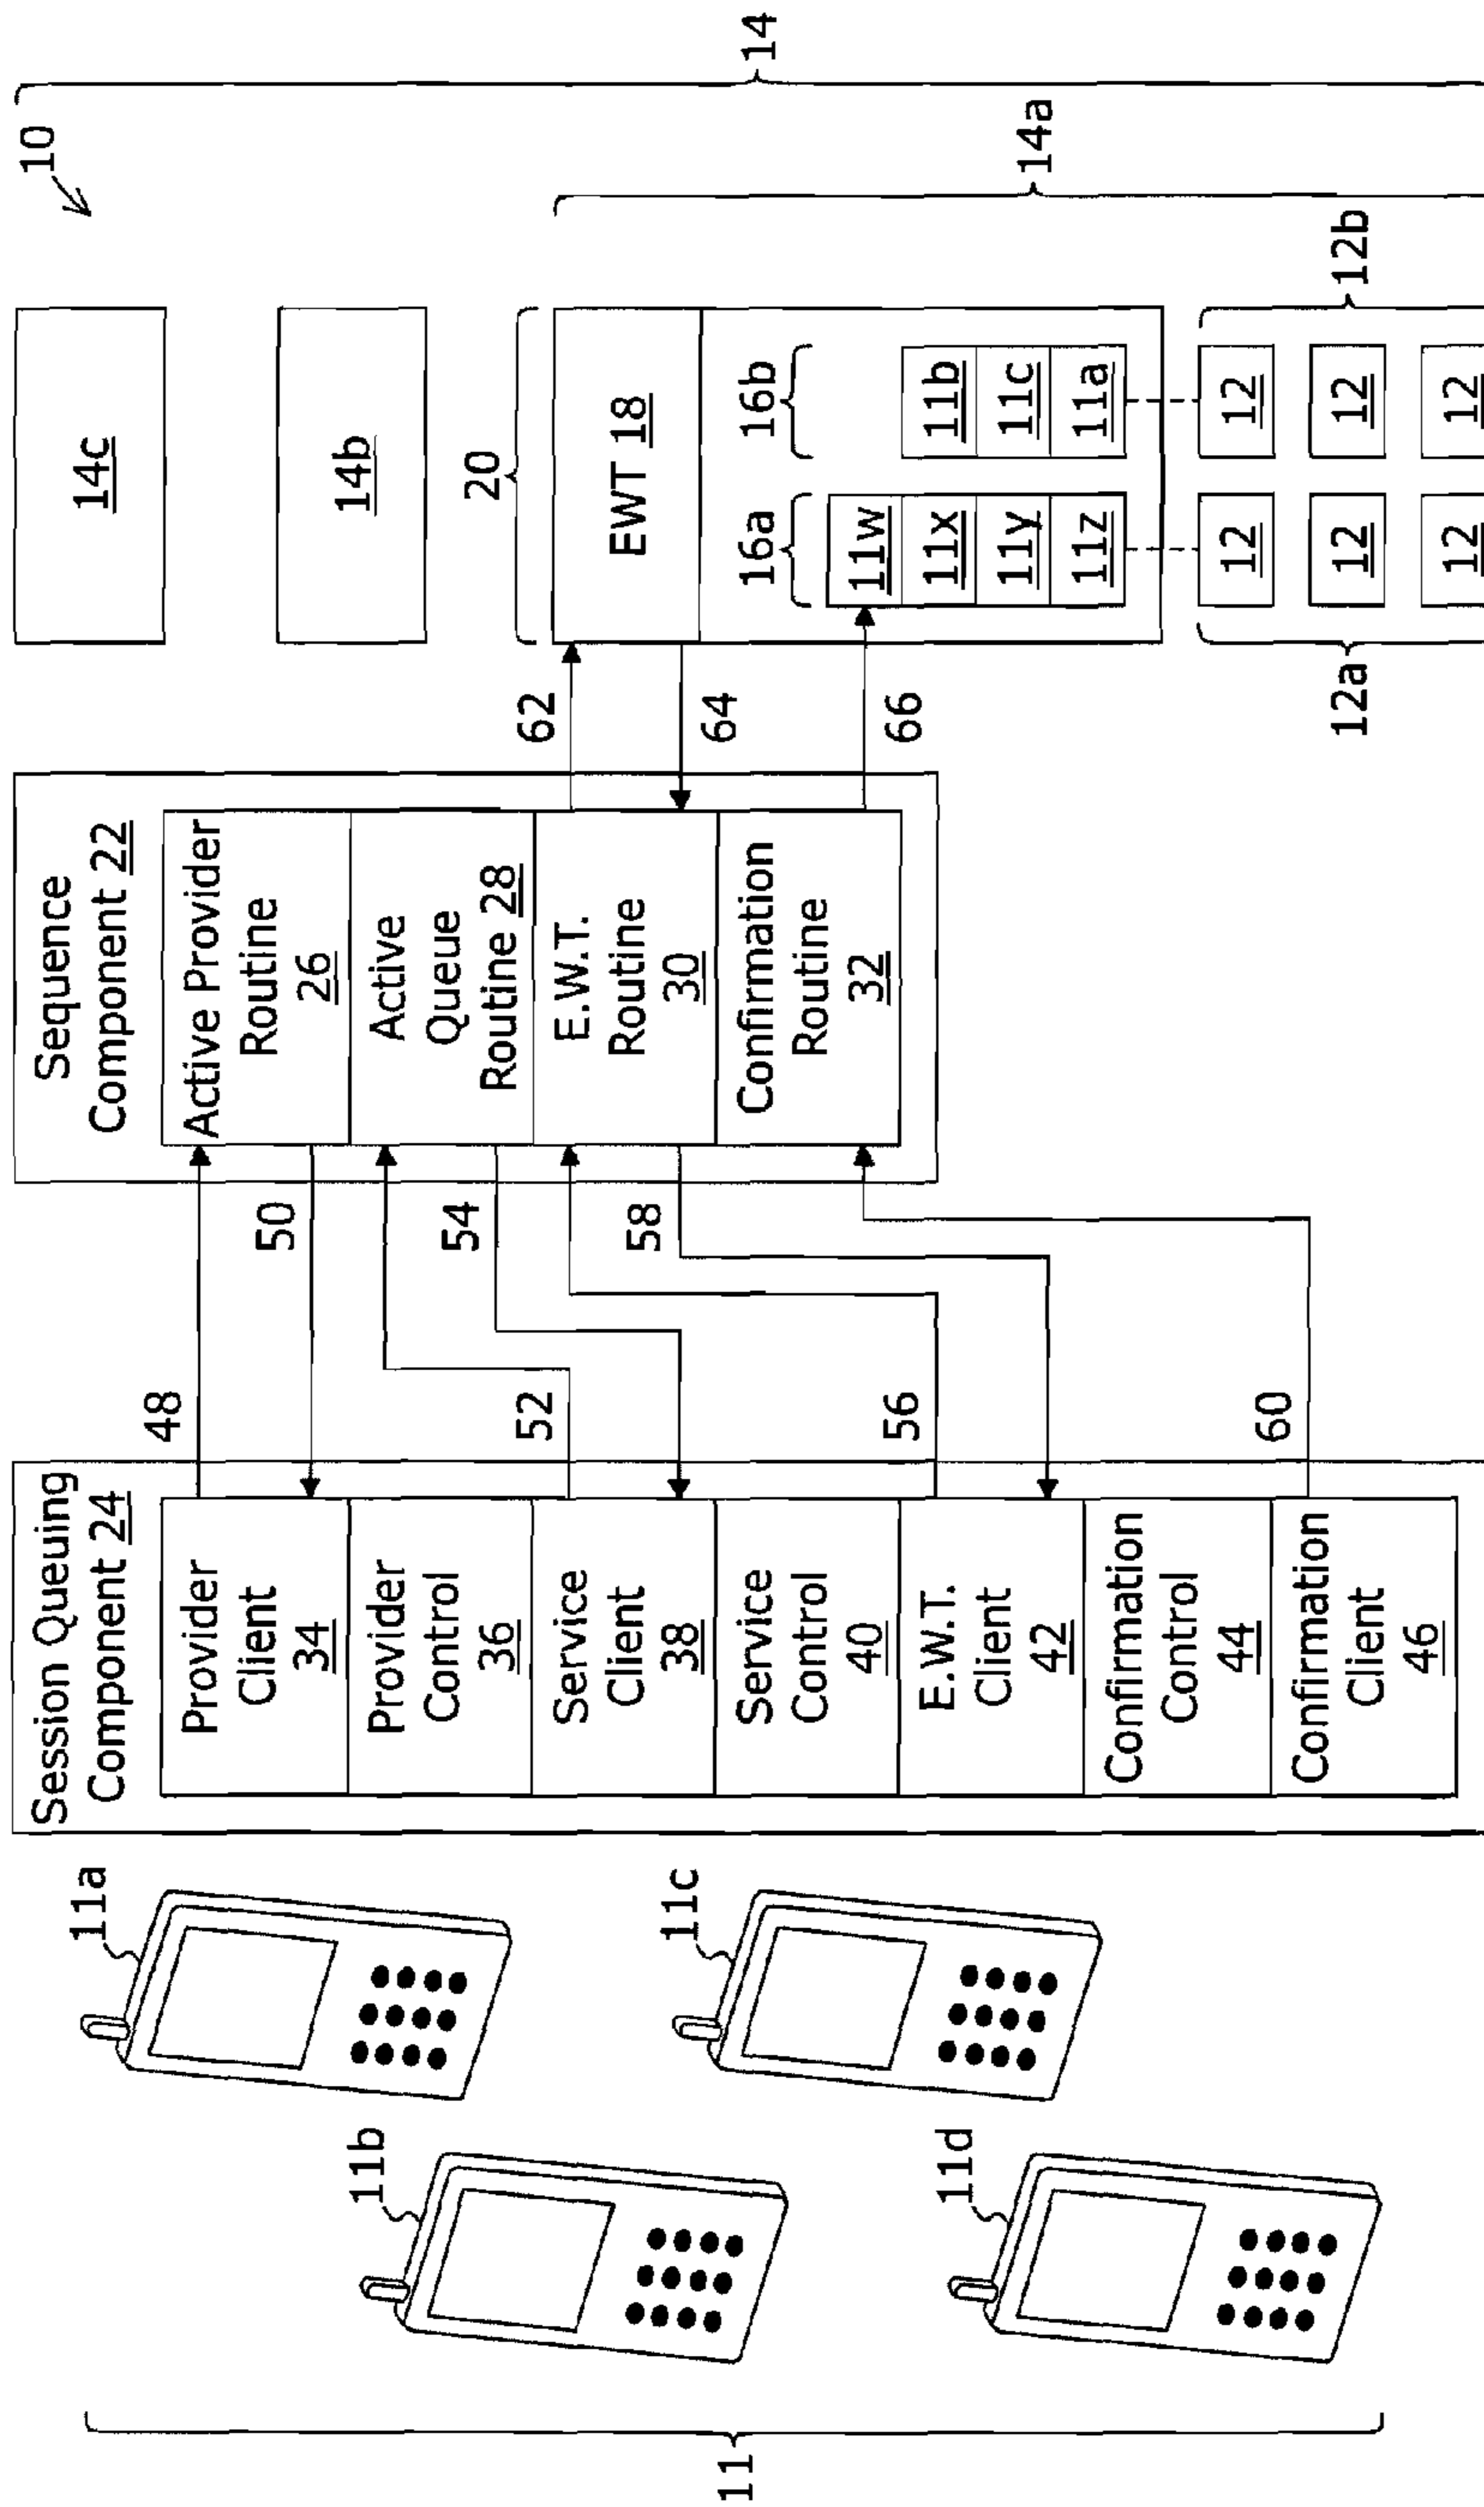 10
14
14a
11
11a
11b
11c
11d
Session Queuing
Component 24
Provider
Client
34
Provider
Control
36
Service
Client
38
Service
Control
40
E.W.T.
Client
42
Confirmation
Control
44
Confirmation
Client
46
48
50
52
54
56
58
60
Sequence
Component 22
Active Provider
Routine
26
Active
Queue
Routine 28
E.W.T.
Routine
30
Confirmation
Routine
32
62
64
66
14c
14b
20
EWT 18
16a
16b
11w
11x
11y
11z
11b
11c
11a
12a
12b
12
12
12
12
12
12